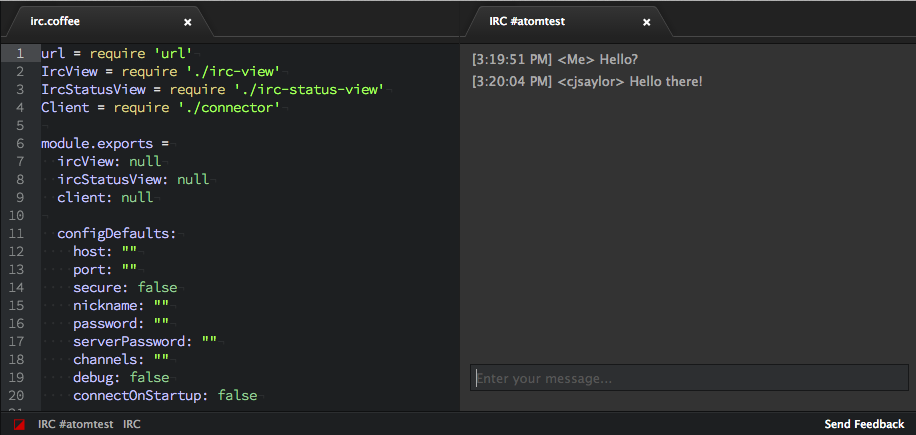 irc.coffee ×
IRC #atomtest ×
1 url = require 'url'
2 IrcView = require './irc-view'
3 IrcStatusView = require './irc-status-view'
4 Client = require './connector'
5
6 module.exports =
7 ircView: null
8 ircStatusView: null
9 client: null
10
11 configDefaults:
12 host: ""
13 port: ""
14 secure: false
15 nickname: ""
16 password: ""
17 serverPassword: ""
18 channels: ""
19 debug: false
20 connectOnStartup: false
[3:19:51 PM] <Me> Hello?
[3:20:04 PM] <cjsaylor> Hello there!
Enter your message...
IRC #atomtest IRC
Send Feedback